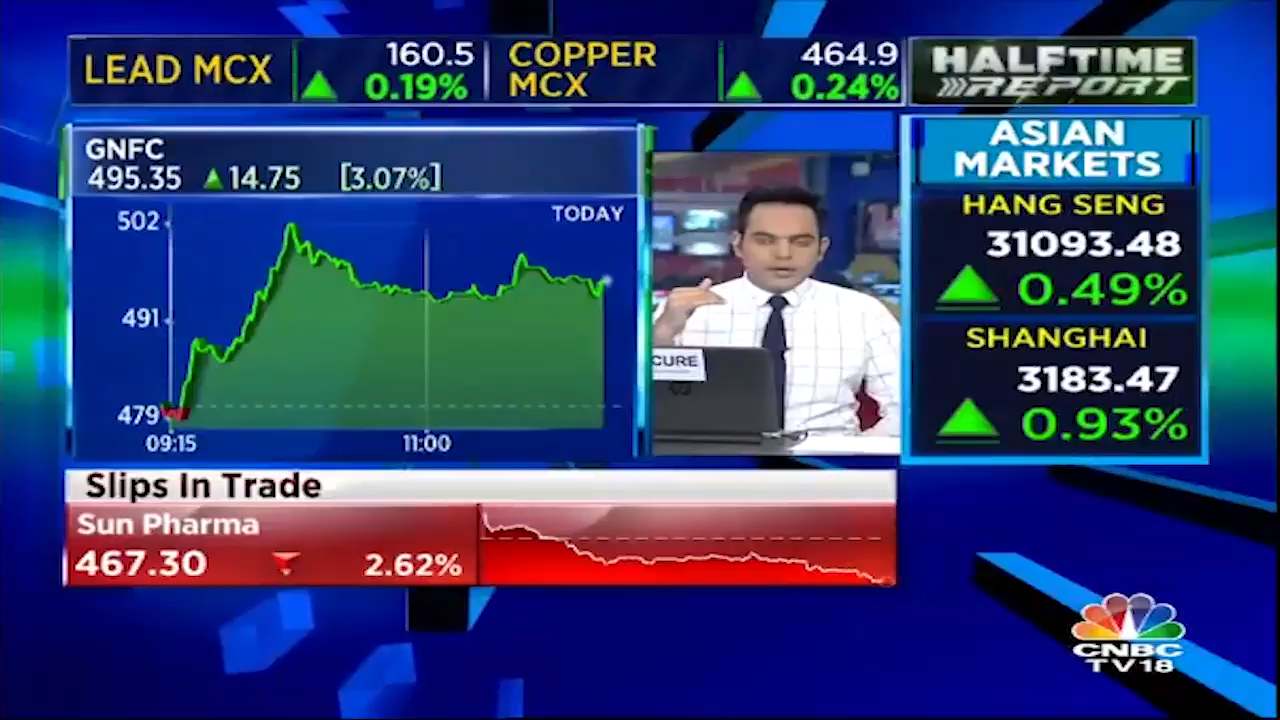 LEAD MCX
160.5
0.19%
COPPER
MCX
464.9
0.24%
HALFTIME
REPORT
GNFC
495.35 14.75 [3.07%]
TODAY
502
491
479
09:15 11:00
CURE
ASIAN
MARKETS
HANG SENG
31093.48
0.49%
SHANGHAI
3183.47
0.93%
Slips In Trade
Sun Pharma
467.30 2.62%
CNBC
TV18